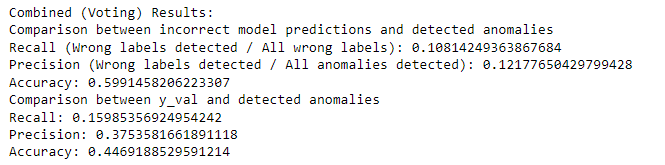 Combined (Voting) Results:
Comparison between incorrect model predictions and detected anomalies
Recall (Wrong labels detected / All wrong labels): 0.10814249363867684
Precision (Wrong labels detected / All anomalies detected): 0.12177650429799428
Accuracy: 0.5991458206223307
Comparison between y_val and detected anomalies
Recall: 0.15985356924954242
Precision: 0.3753581661891118
Accuracy: 0.4469188529591214